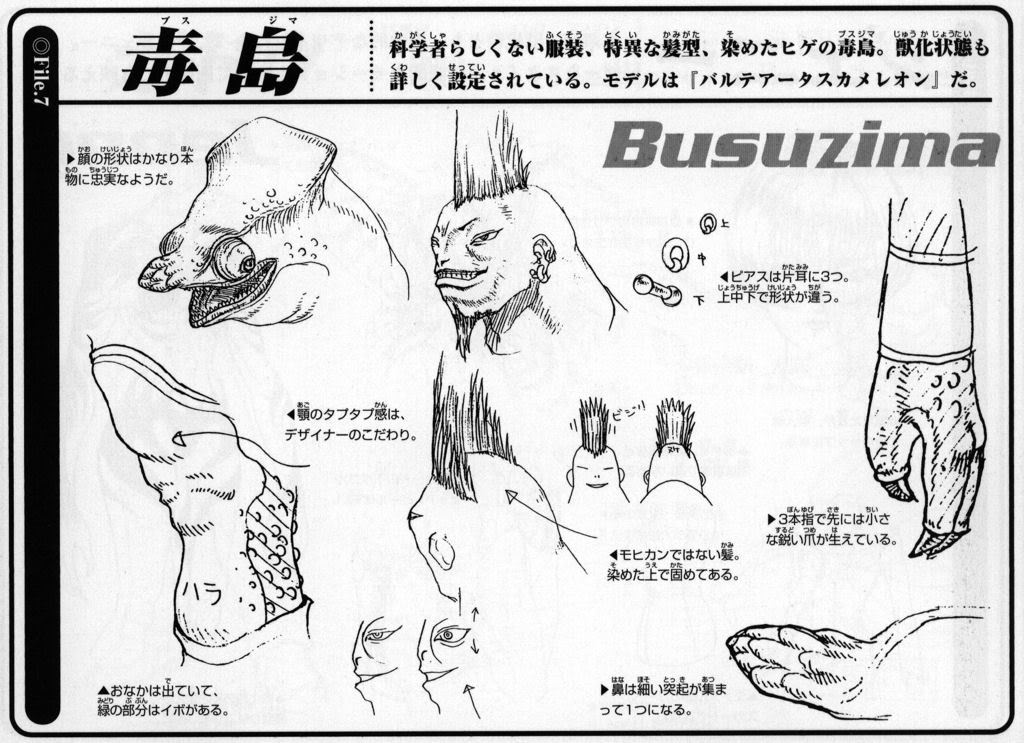 ◎File.7
毒島
ブスジマ
科学者らしくない服装、特異な髪型、染めたヒゲの毒島。獣化状態も
詳しく設定されている。モデルは『バルテアータスカメレオン』だ。
Busuzima
▶顔の形状はかなり本
物に忠実なようだ。
上
中
下
◀ピアスは片耳に3つ。
上中下で形状が違う。
◀顎のタプタプ感は、
デザイナーのこだわり。
ビシッ
◀モヒカンではない髪。
染めた上で固めてある。
▶3本指で先には小さ
な鋭い爪が生えている。
ハラ
▲おなかは出ていて、
緑の部分はイボがある。
▶鼻は細い突起が集ま
って1つになる。